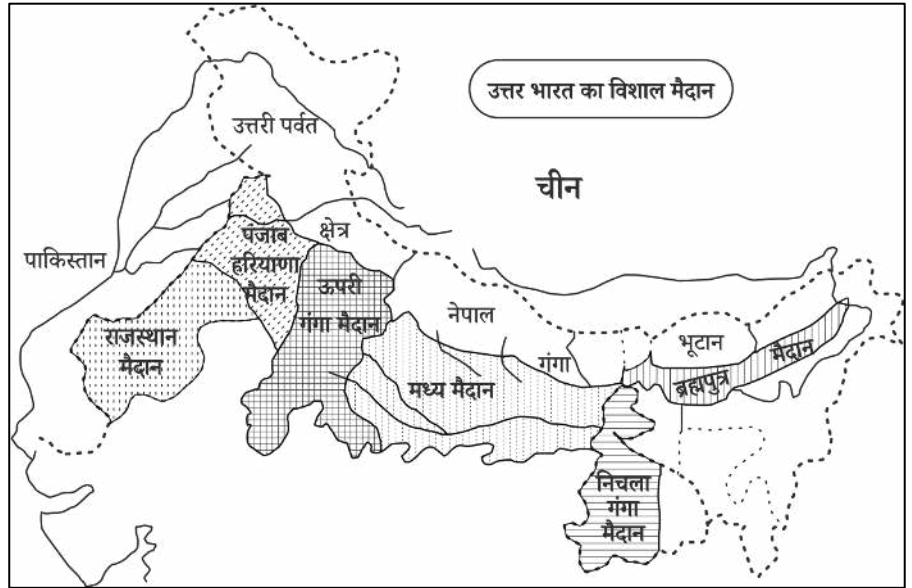 उत्तर भारत का विशाल मैदान
उत्तरी पर्वत
चीन
पाकिस्तान
पंजाब
हरियाणा
मैदान
क्षेत्र
ऊपरी
गंगा मैदान
राजस्थान
मैदान
नेपाल
गंगा
मध्य मैदान
भूटान
ब्रह्मपुत्र
मैदान
निचला
गंगा
मैदान